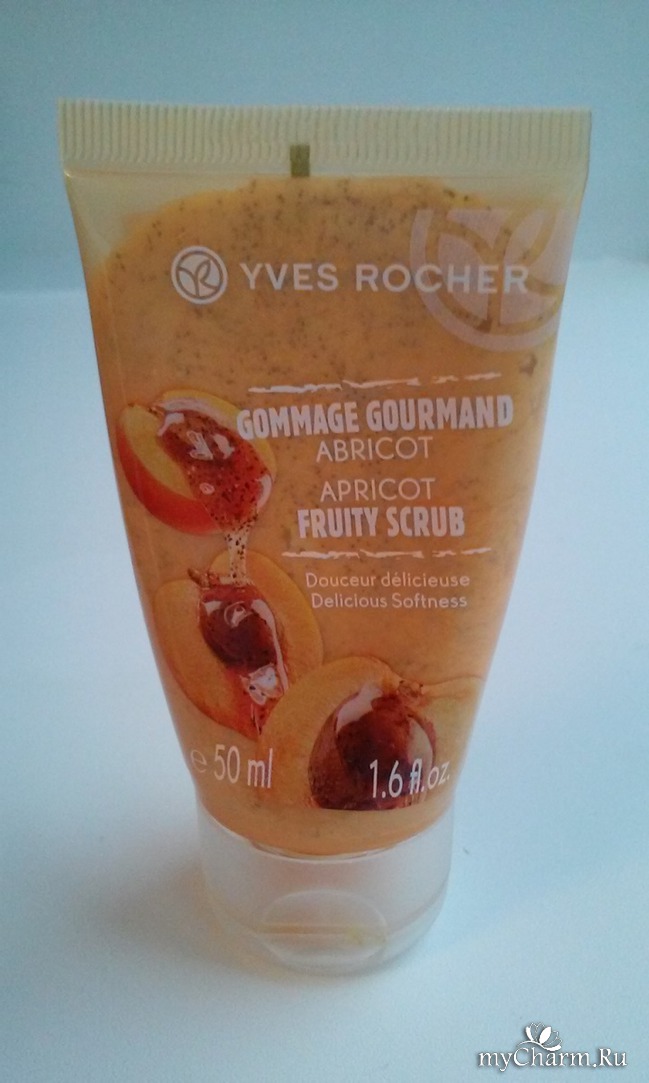 YVES ROCHER
GOMMAGE GOURMAND
ABRICOT
APRICOT
FRUITY SCRUB
Douceur délicieuse
Delicious Softness
e 50 ml 1.6 fl.oz.
myCharm.Ru